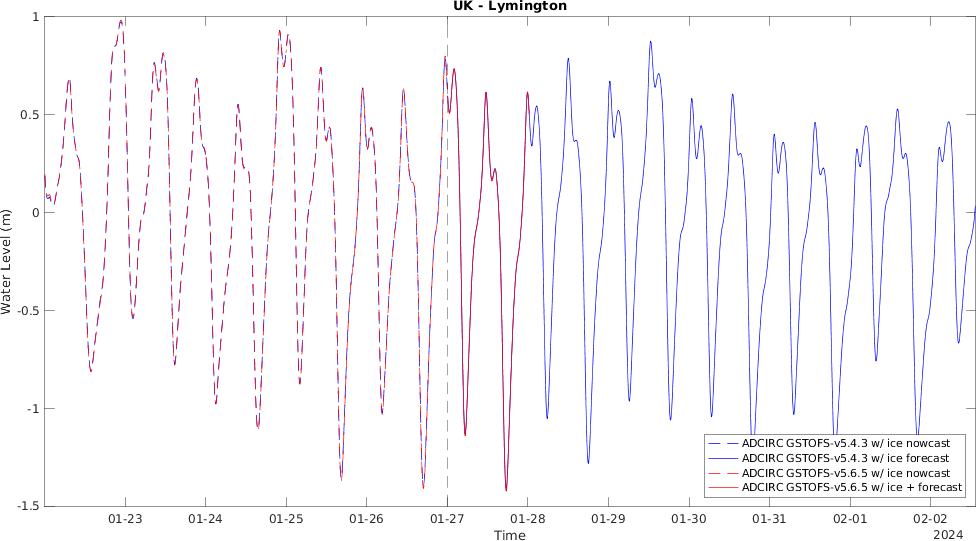 UK - Lymington
1
0.5
0
-0.5
-1
-1.5
Water Level (m)
01-23 01-24 01-25 01-26 01-27 01-28 01-29 01-30 01-31 02-01 02-02
Time
2024
ADCIRC GSTOFS-v5.4.3 w/ ice nowcast
ADCIRC GSTOFS-v5.4.3 w/ ice forecast
ADCIRC GSTOFS-v5.6.5 w/ ice nowcast
ADCIRC GSTOFS-v5.6.5 w/ ice + forecast